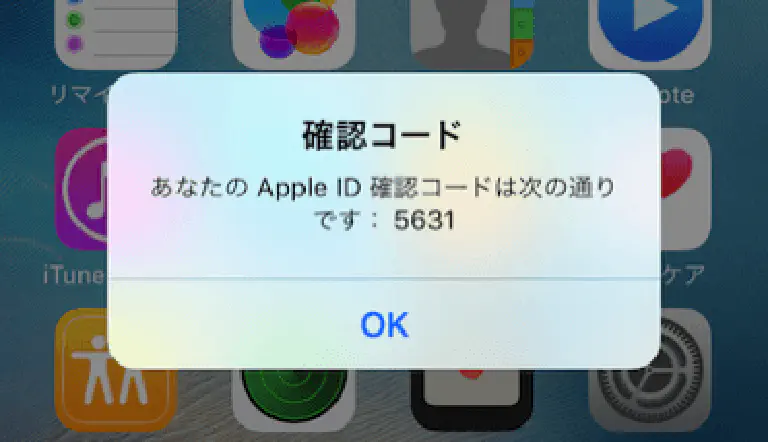 リマイ
ote
確認コード
あなたの Apple ID 確認コードは次の通り
です： 5631
iTune
ケア
OK